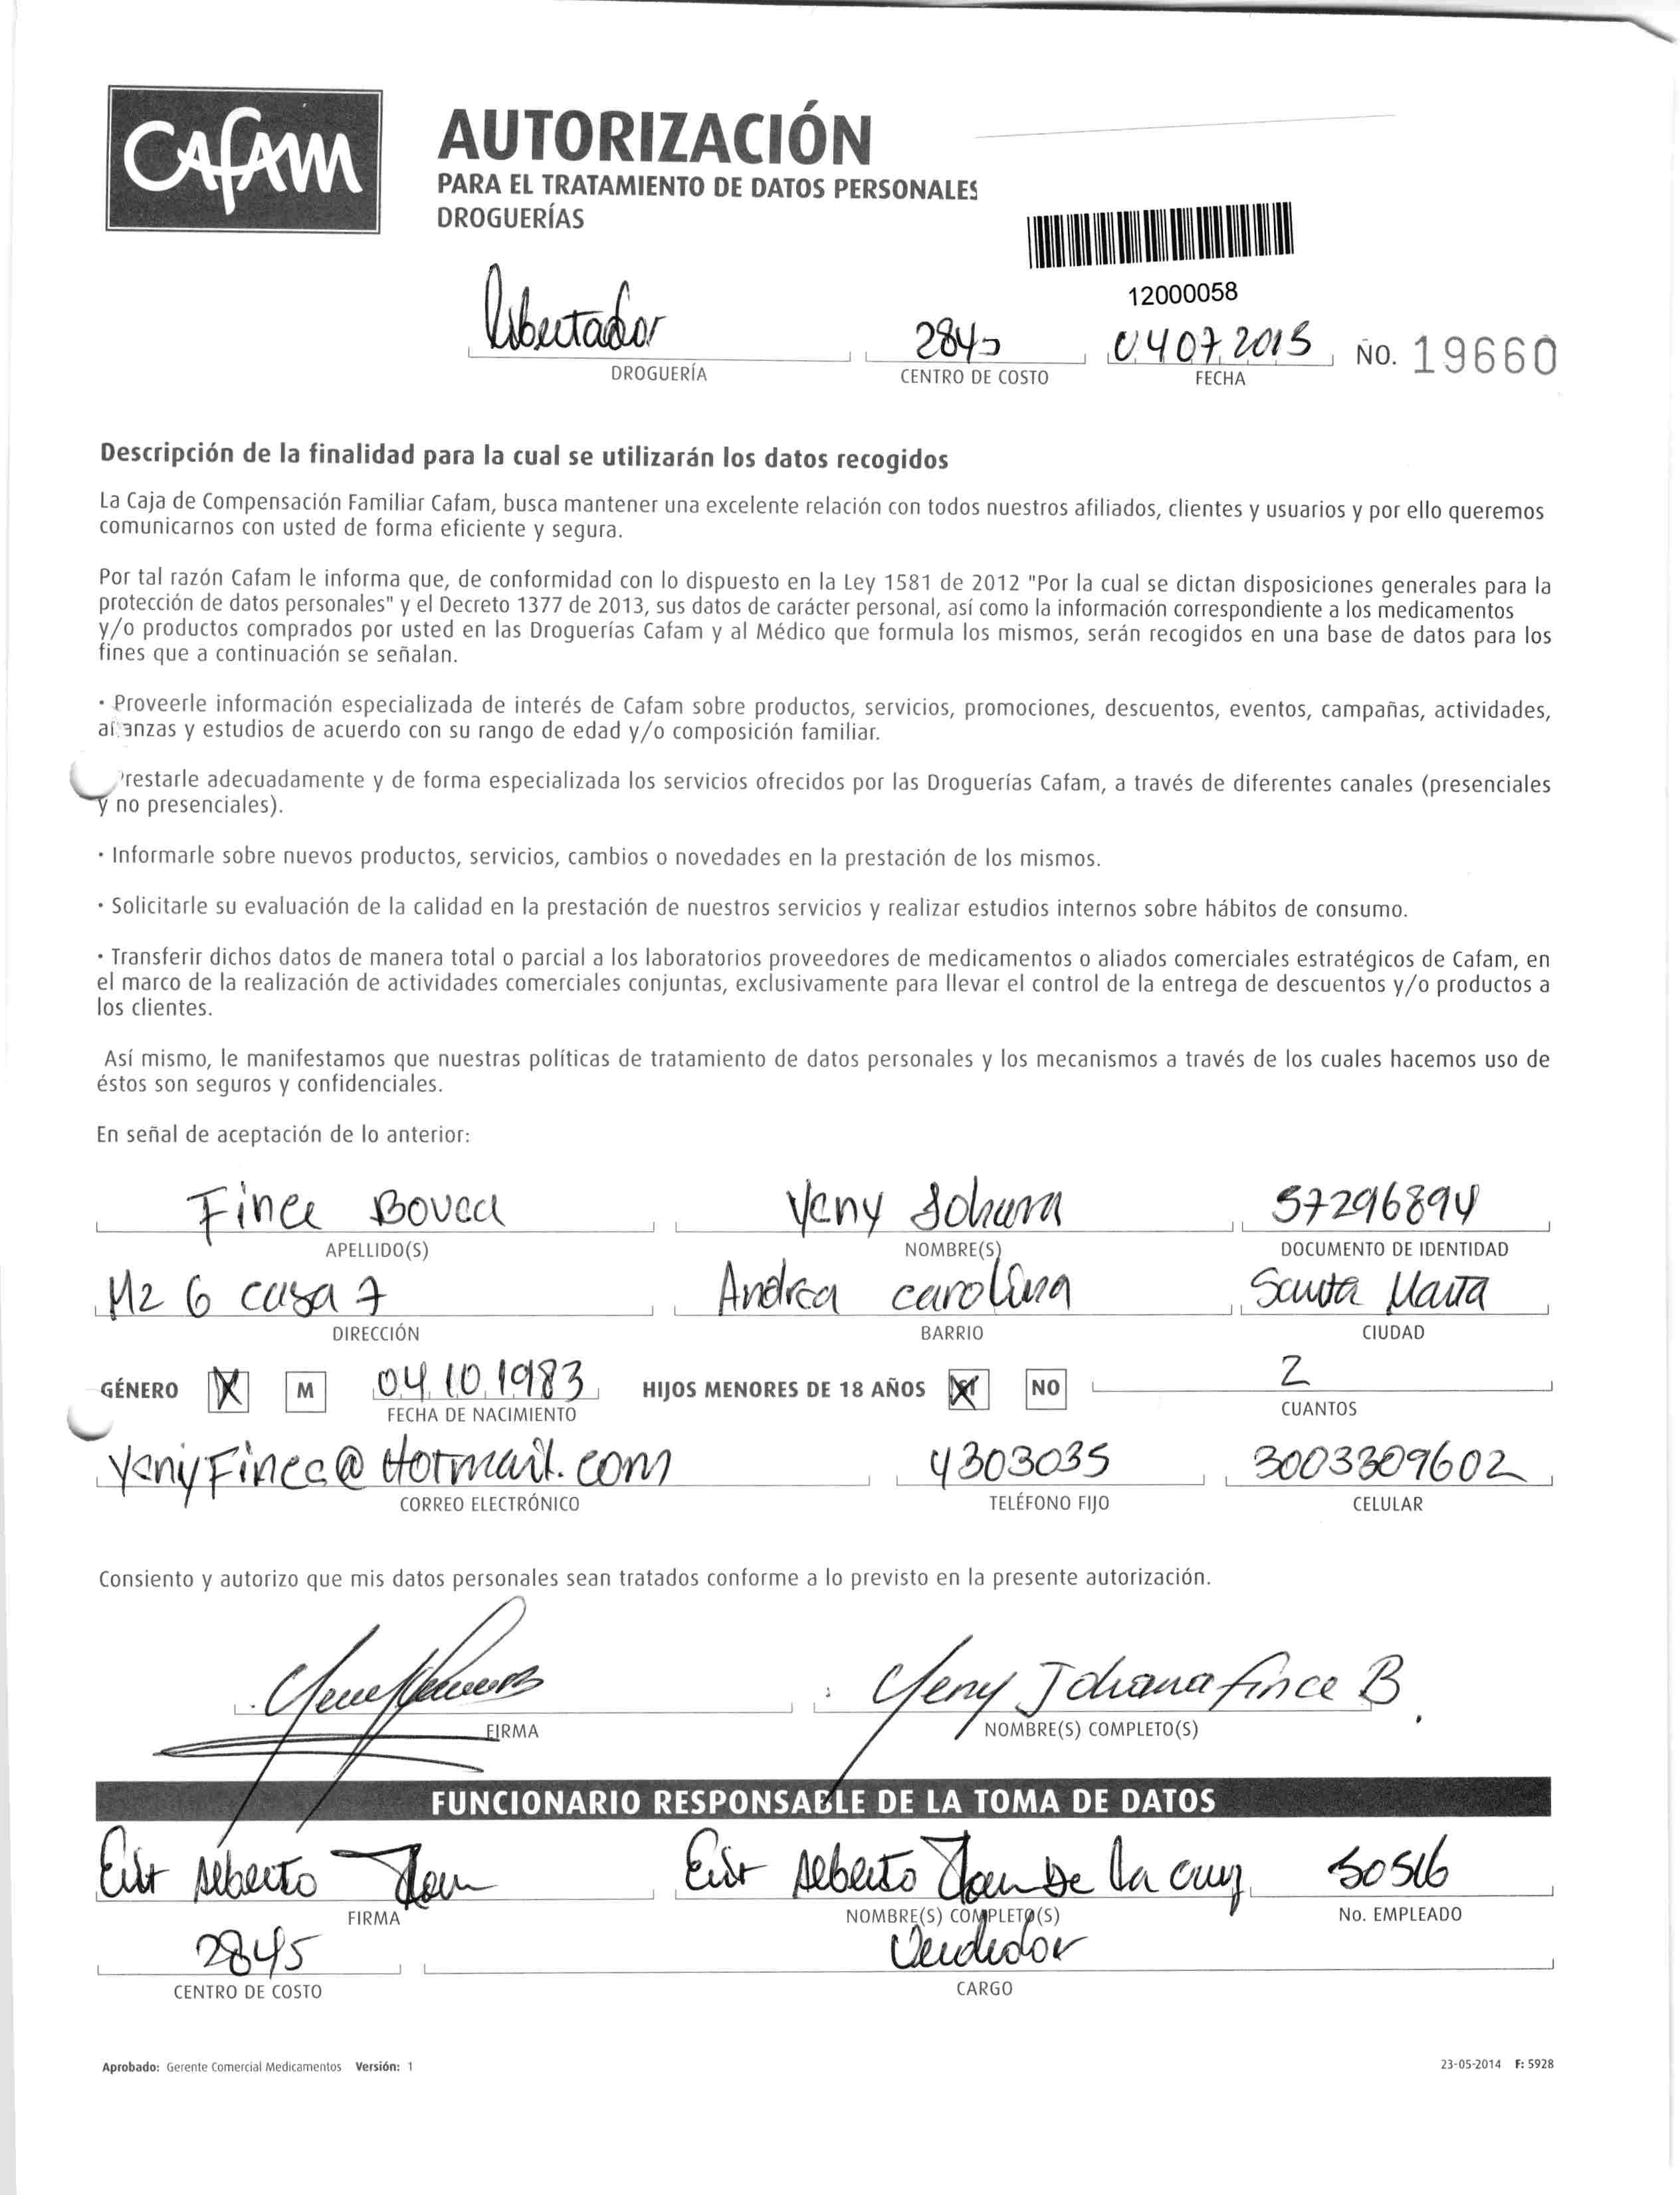 CAFAM
AUTORIZACIÓN
PARA EL TRATAMIENTO DE DATOS PERSONALES
DROGUERÍAS
12000058
Libertador 2845 04 07 2015 No. 19660
DROGUERÍA CENTRO DE COSTO FECHA
Descripción de la finalidad para la cual se utilizarán los datos recogidos
La Caja de Compensación Familiar Cafam, busca mantener una excelente relación con todos nuestros afiliados, clientes y usuarios y por ello queremos
comunicarnos con usted de forma eficiente y segura.
Por tal razón Cafam le informa que, de conformidad con lo dispuesto en la Ley 1581 de 2012 "Por la cual se dictan disposiciones generales para la
protección de datos personales" y el Decreto 1377 de 2013, sus datos de carácter personal, así como la información correspondiente a los medicamentos
y/o productos comprados por usted en las Droguerías Cafam y al Médico que formula los mismos, serán recogidos en una base de datos para los
fines que a continuación se señalan.
· Proveerle información especializada de interés de Cafam sobre productos, servicios, promociones, descuentos, eventos, campañas, actividades,
alianzas y estudios de acuerdo con su rango de edad y/o composición familiar.
Prestarle adecuadamente y de forma especializada los servicios ofrecidos por las Droguerías Cafam, a través de diferentes canales (presenciales
y no presenciales).
· Informarle sobre nuevos productos, servicios, cambios o novedades en la prestación de los mismos.
· Solicitarle su evaluación de la calidad en la prestación de nuestros servicios y realizar estudios internos sobre hábitos de consumo.
· Transferir dichos datos de manera total o parcial a los laboratorios proveedores de medicamentos o aliados comerciales estratégicos de Cafam, en
el marco de la realización de actividades comerciales conjuntas, exclusivamente para llevar el control de la entrega de descuentos y/o productos a
los clientes.
Así mismo, le manifestamos que nuestras políticas de tratamiento de datos personales y los mecanismos a través de los cuales hacemos uso de
éstos son seguros y confidenciales.
En señal de aceptación de lo anterior:
Fince Yeny Johana 57296894
APELLIDO(S) NOMBRE(S) DOCUMENTO DE IDENTIDAD
Mz 6 casa 7 Andrea carolina Santa Marta
DIRECCIÓN BARRIO CIUDAD
GÉNERO X M 04 10 1983 HIJOS MENORES DE 18 AÑOS SI NO 2
FECHA DE NACIMIENTO CUANTOS
YenyFince@Hotmail.com 4303035 3003309602
CORREO ELECTRÓNICO TELÉFONO FIJO CELULAR
Consiento y autorizo que mis datos personales sean tratados conforme a lo previsto en la presente autorización.
Yeny Johana Fince B.
FIRMA NOMBRE(S) COMPLETO(S)
FUNCIONARIO RESPONSABLE DE LA TOMA DE DATOS
Alberto Alberto De la Cruz 50516
FIRMA NOMBRE(S) COMPLETO(S) No. EMPLEADO
2845 Vendedor
CENTRO DE COSTO CARGO
Aprobado: Gerente Comercial Medicamentos Versión: 1 23-05-2014 F: 5928